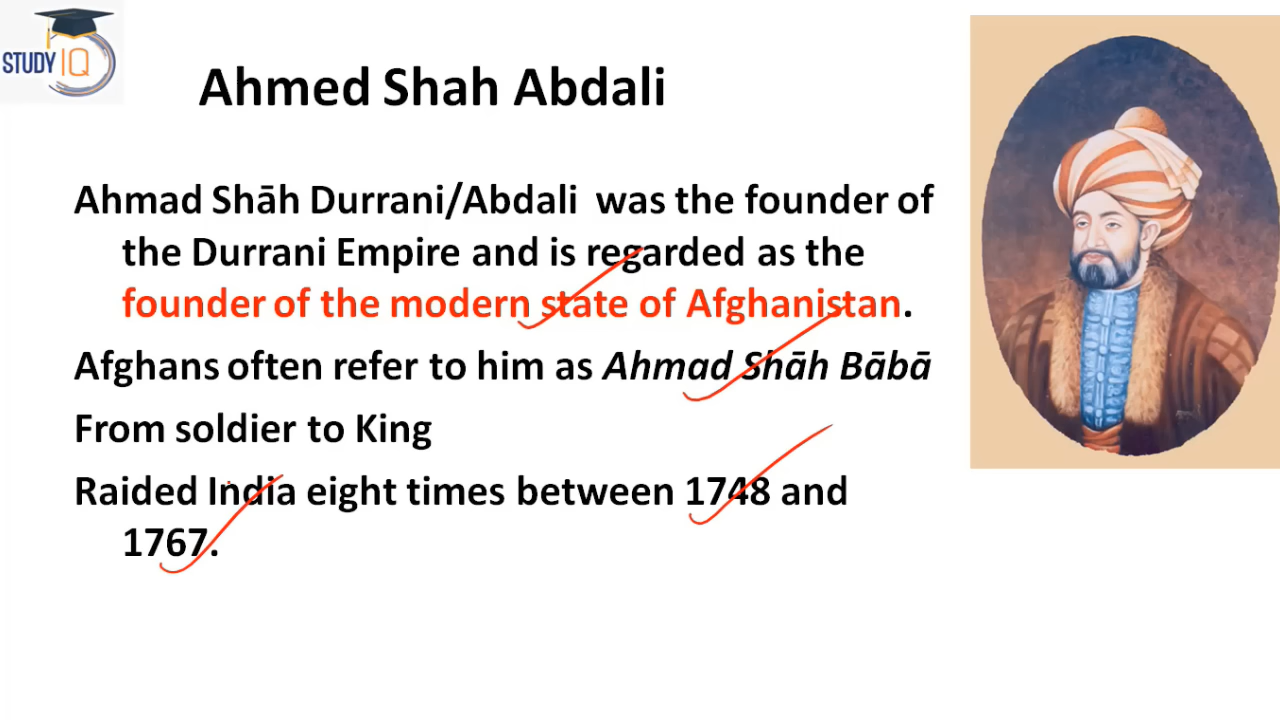 STUDY IQ
Ahmed Shah Abdali
Ahmad Shāh Durrani/Abdali was the founder of
the Durrani Empire and is regarded as the
founder of the modern state of Afghanistan.
Afghans often refer to him as Ahmad Shāh Bābā
From soldier to King
Raided India eight times between 1748 and
1767.